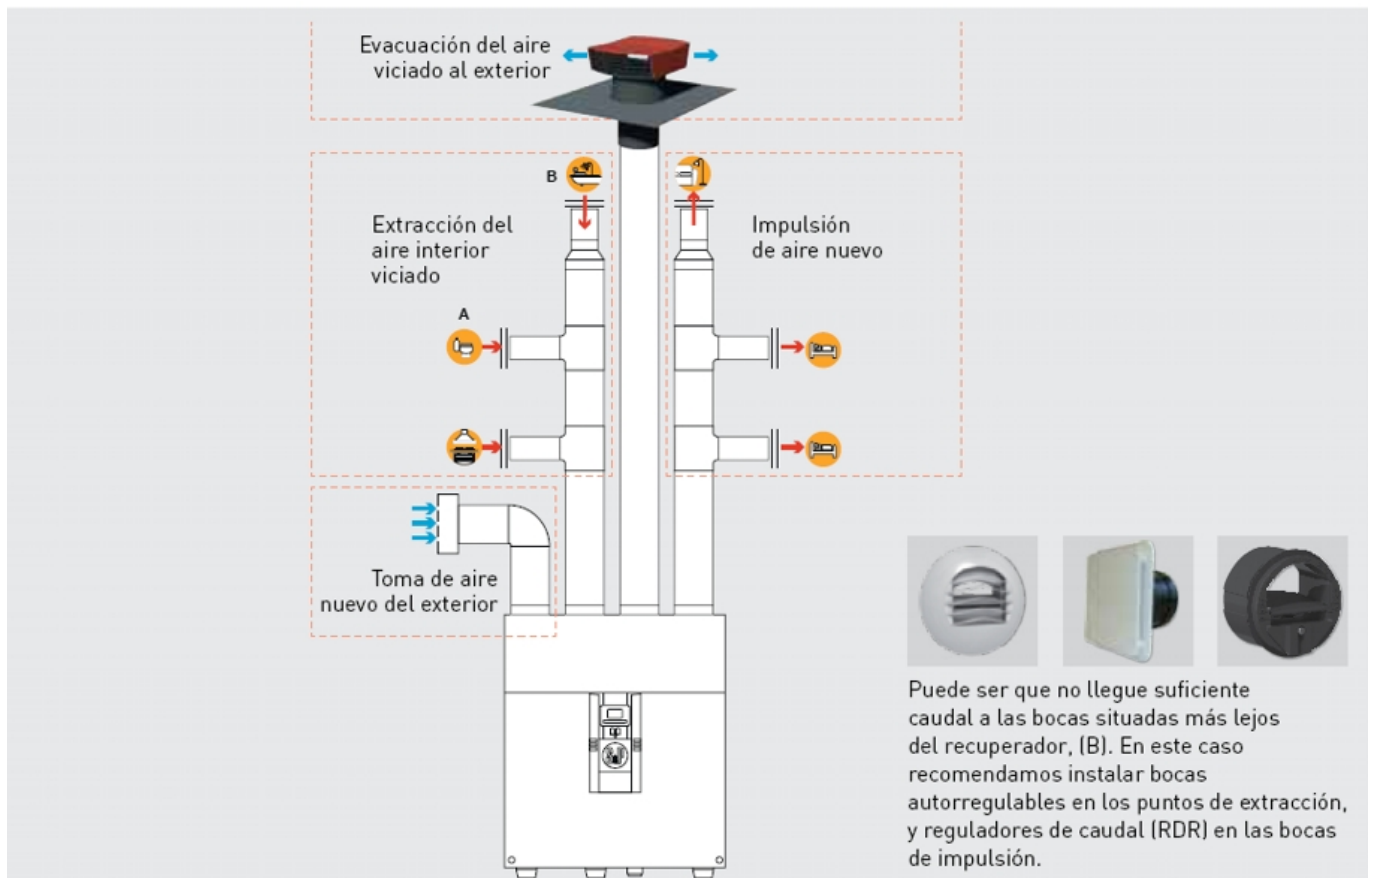 Evacuación del aire
viciado al exterior
B
Extracción del
aire interior
viciado
Impulsión
de aire nuevo
A
Toma de aire
nuevo del exterior
Puede ser que no llegue suficiente
caudal a las bocas situadas más lejos
del recuperador, (B). En este caso
recomendamos instalar bocas
autorregulables en los puntos de extracción,
y reguladores de caudal (RDR) en las bocas
de impulsión.